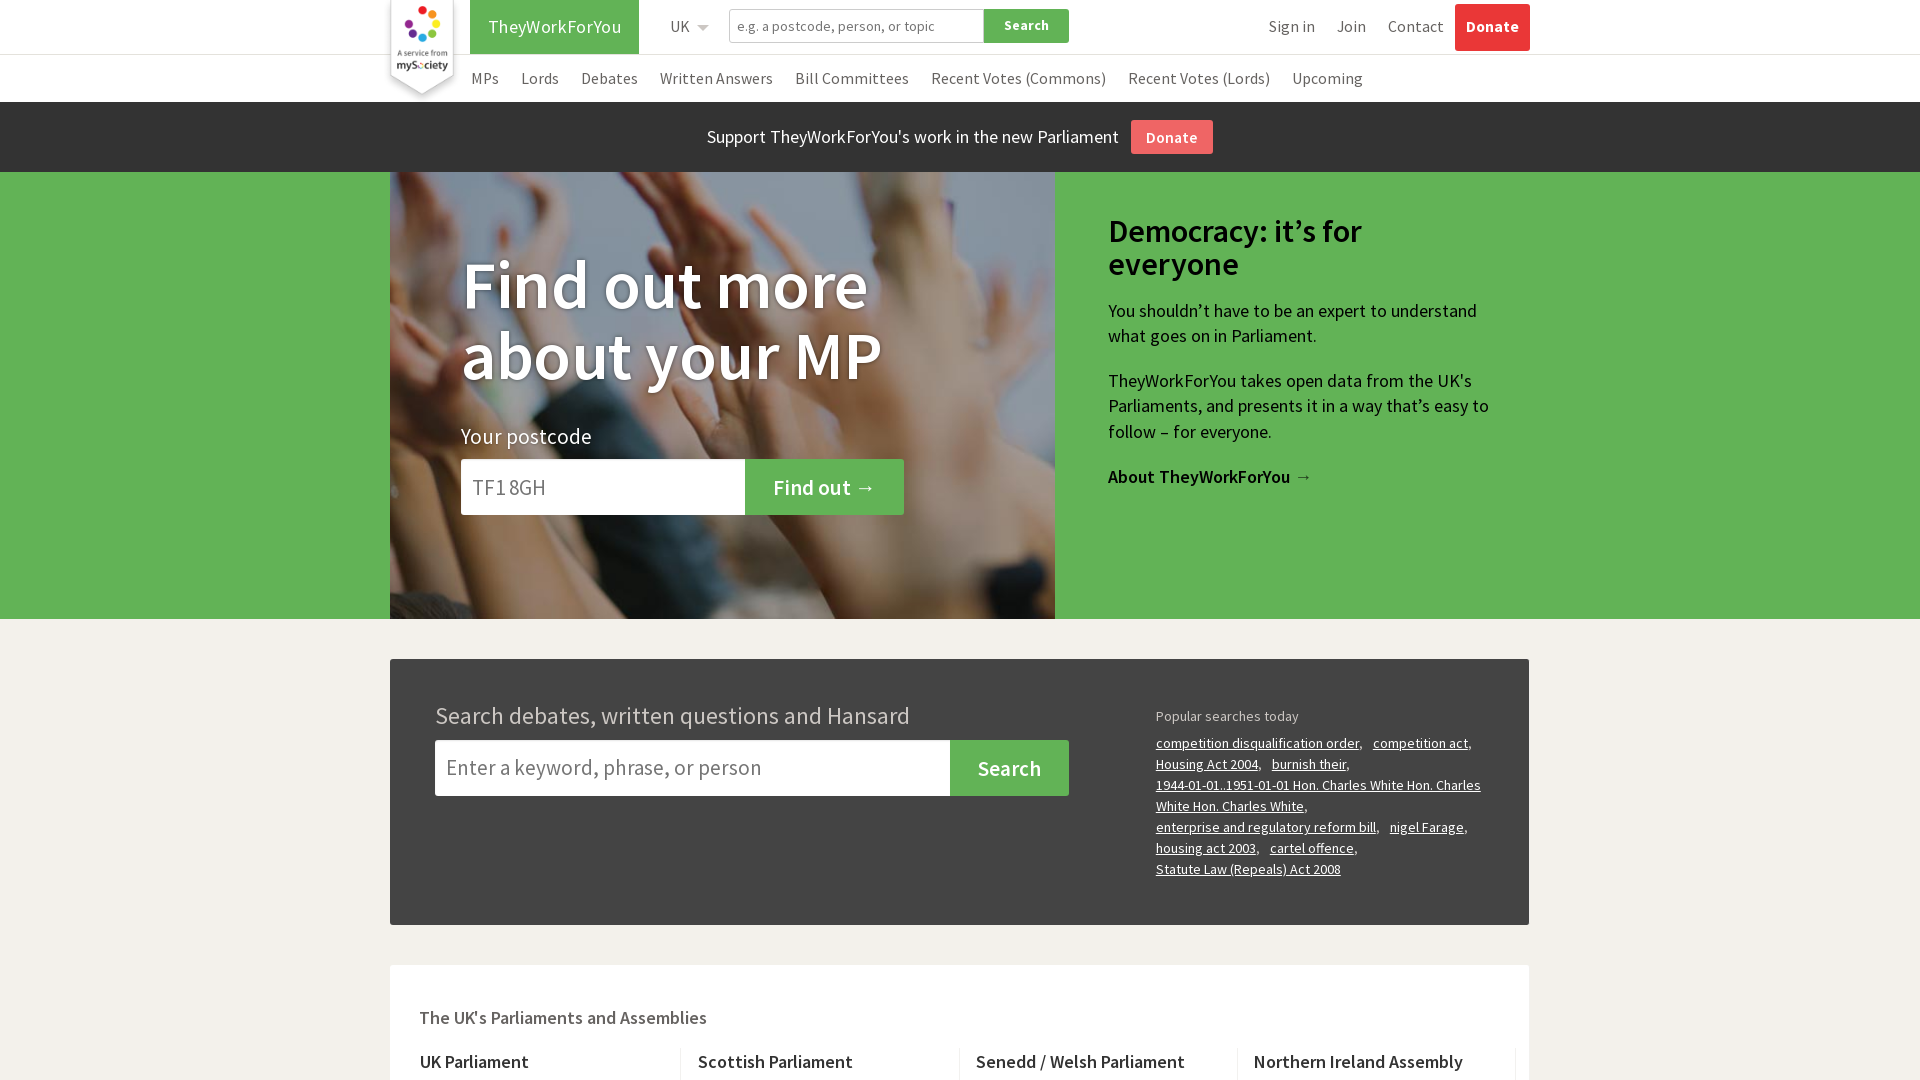 A service from
mySociety
TheyWorkForYou
UK
e.g. a postcode, person, or topic
Search
Sign in
Join
Contact
Donate
MPs
Lords
Debates
Written Answers
Bill Committees
Recent Votes (Commons)
Recent Votes (Lords)
Upcoming
Support TheyWorkForYou's work in the new Parliament
Donate
Find out more
about your MP
Your postcode
TF1 8GH
Find out →
Democracy: it’s for
everyone
You shouldn’t have to be an expert to understand
what goes on in Parliament.
TheyWorkForYou takes open data from the UK's
Parliaments, and presents it in a way that’s easy to
follow – for everyone.
About TheyWorkForYou →
Search debates, written questions and Hansard
Enter a keyword, phrase, or person
Search
Popular searches today
competition disqualification order, competition act,
Housing Act 2004, burnish their,
1944-01-01..1951-01-01 Hon. Charles White Hon. Charles
White Hon. Charles White,
enterprise and regulatory reform bill, nigel Farage,
housing act 2003, cartel offence,
Statute Law (Repeals) Act 2008
The UK's Parliaments and Assemblies
UK Parliament
Scottish Parliament
Senedd / Welsh Parliament
Northern Ireland Assembly